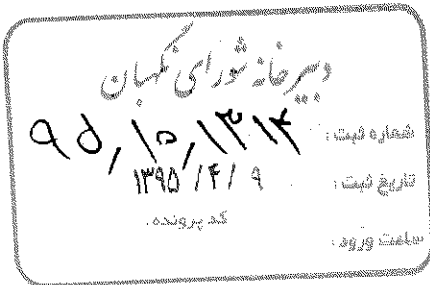 دبیرخانه شورای نگهبان
شماره ثبت: ۹۵/۱۰/۱۳۱۴
تاریخ ثبت: ۱۳۹۵/۴/۹
کد پرونده:
ساعت ورود: